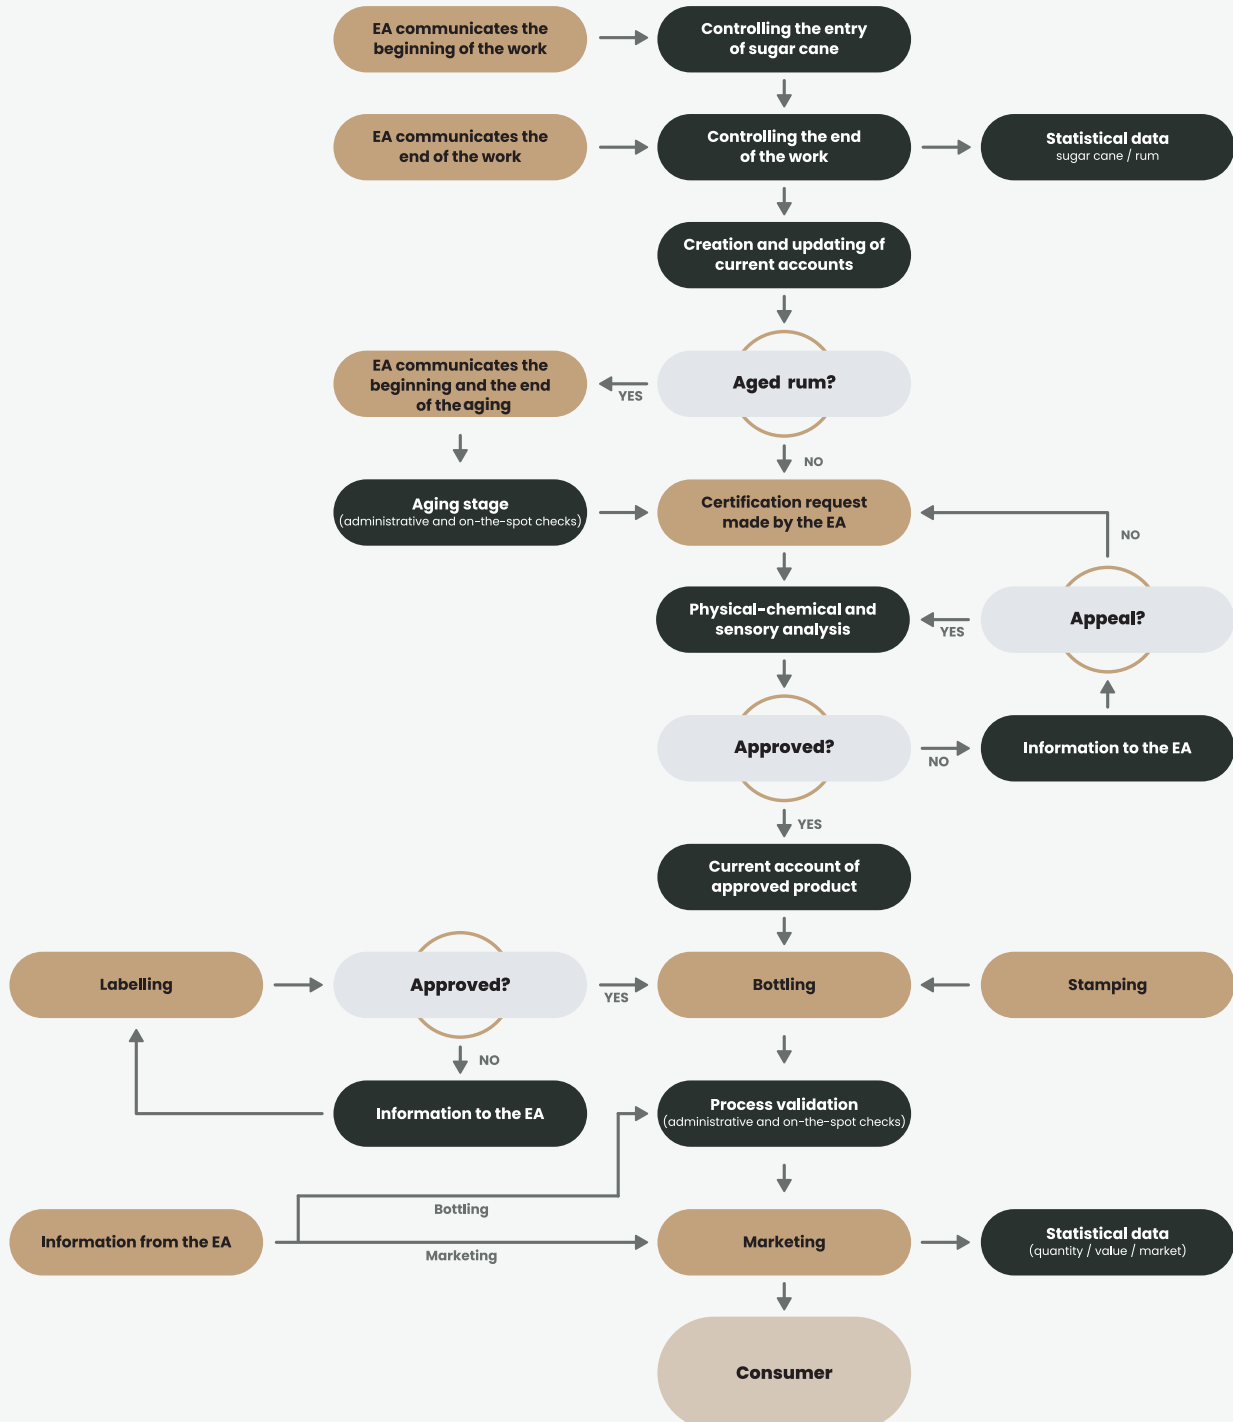 EA communicates the
beginning of the work
Controlling the entry
of sugar cane
EA communicates the
end of the work
Controlling the end
of the work
Statistical data
sugar cane / rum
Creation and updating of
current accounts
EA communicates the
beginning and the end
of the aging
YES
Aged rum?
NO
Aging stage
(administrative and on-the-spot checks)
Certification request
made by the EA
NO
Physical-chemical and
sensory analysis
YES
Appeal?
Approved?
NO
Information to the EA
YES
Current account of
approved product
Labelling
Approved?
YES
Bottling
Stamping
NO
Information to the EA
Process validation
(administrative and on-the-spot checks)
Bottling
Information from the EA
Marketing
Marketing
Statistical data
(quantity / value / market)
Consumer